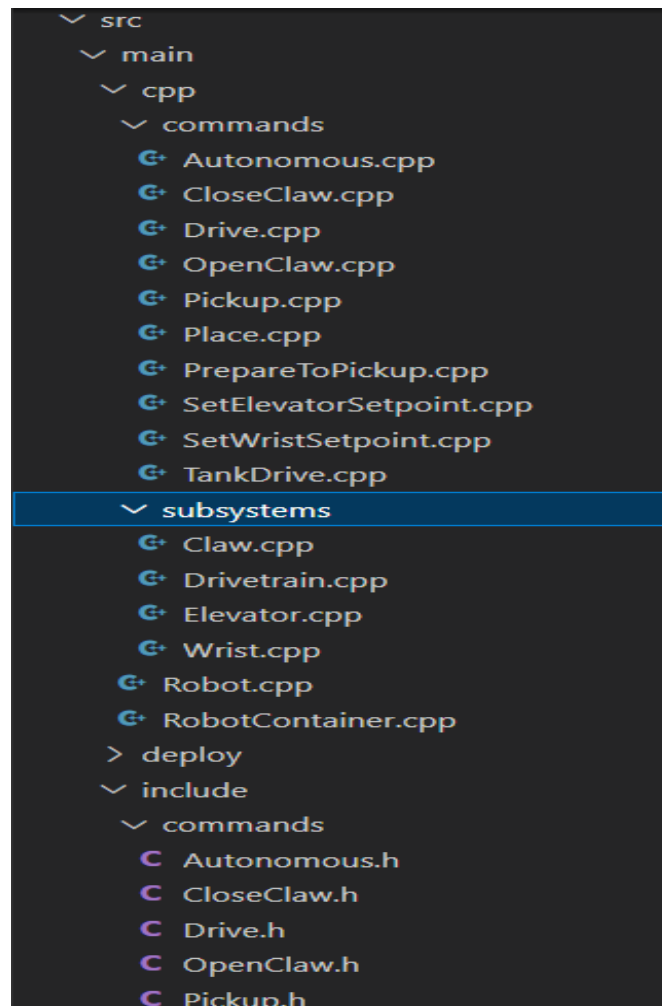 src
main
cpp
commands
Autonomous.cpp
CloseClaw.cpp
Drive.cpp
OpenClaw.cpp
Pickup.cpp
Place.cpp
PrepareToPickup.cpp
SetElevatorSetpoint.cpp
SetWristSetpoint.cpp
TankDrive.cpp
subsystems
Claw.cpp
Drivetrain.cpp
Elevator.cpp
Wrist.cpp
Robot.cpp
RobotContainer.cpp
deploy
include
commands
C Autonomous.h
C CloseClaw.h
C Drive.h
C OpenClaw.h
C Pickup.h